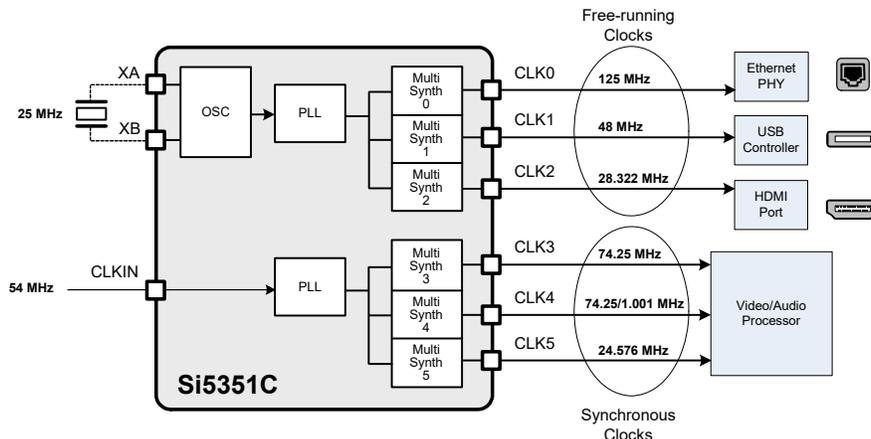 Free-running
Clocks
XA
25 MHz
XB
OSC
PLL
Multi
Synth
0
Multi
Synth
1
Multi
Synth
2
CLK0
125 MHz
Ethernet
PHY
CLK1
48 MHz
USB
Controller
CLK2
28.322 MHz
HDMI
Port
54 MHz
CLKIN
PLL
Multi
Synth
3
Multi
Synth
4
Multi
Synth
5
CLK3
74.25 MHz
CLK4
74.25/1.001 MHz
CLK5
24.576 MHz
Video/Audio
Processor
Si5351C
Synchronous
Clocks